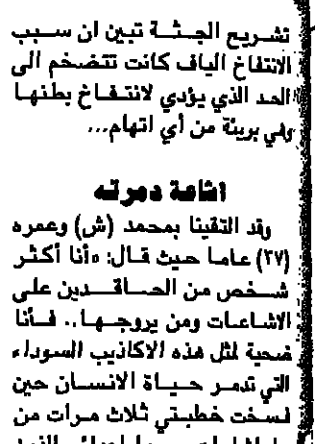 تشريح الجثة تبين ان سبب
الانتفاخ الياف كانت تتضخم الى
الحد الذي يؤدي لانتفاخ بطنها
وهي بريئة من أي اتهام...
اشاعة دمرته
وقد التقينا بمحمد (ش) وعمره
(٢٧) عاما حيث قال: «أنا أكثر
شخص من الحاقدين على
الاشاعات ومن يروجها.. فأنا
ضحية لمثل هذه الاكاذيب السوداء
التي تدمر حياة الانسان حين
فسخت خطبتي ثلاث مرات من